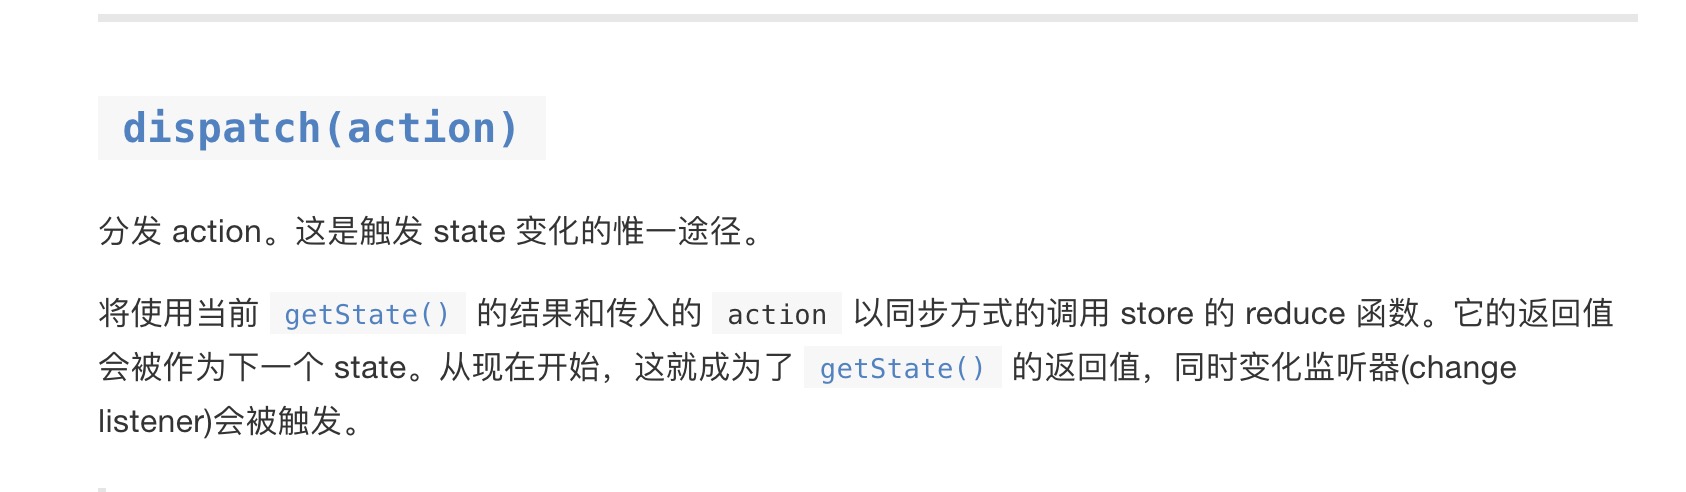 dispatch(action)
分发 action。这是触发 state 变化的惟一途径。
将使用当前 getState() 的结果和传入的 action 以同步方式的调用 store 的 reduce 函数。它的返回值
会被作为下一个 state。从现在开始，这就成为了 getState() 的返回值，同时变化监听器(change
listener)会被触发。